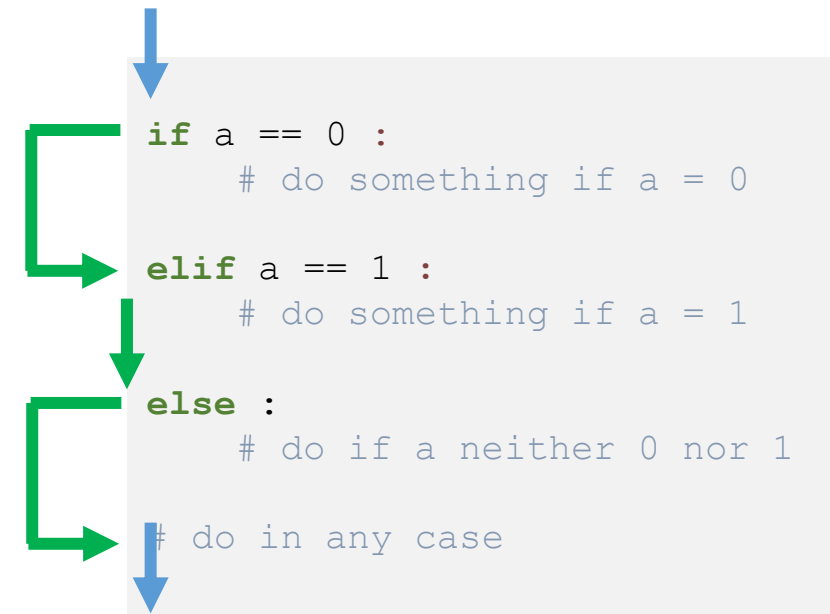 if a == 0 :
# do something if a = 0
elif a == 1 :
# do something if a = 1
else :
# do if a neither 0 nor 1
# do in any case